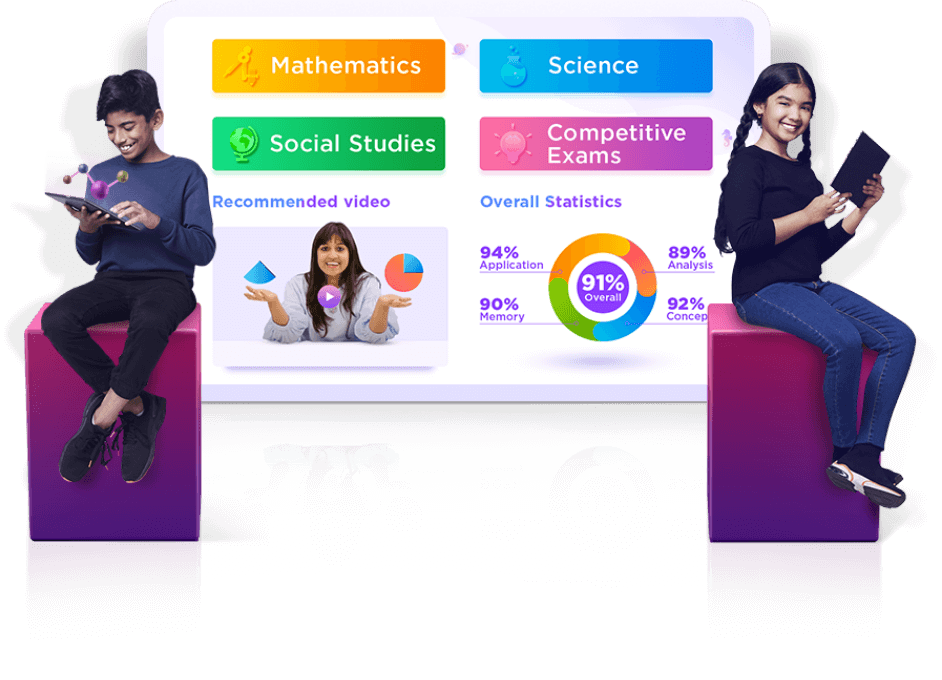 Mathematics
Science
Social Studies
Competitive
Exams
Recommended video
Overall Statistics
94%
Application
89%
Analysis
91%
Overall
90%
Memory
92%
Concep